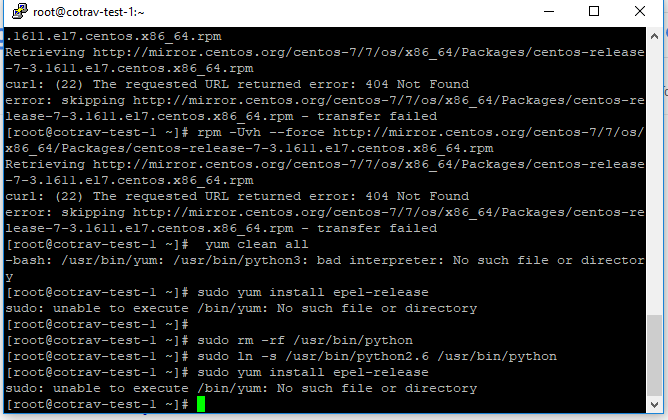 root@cotrav-test-1:~
.1611.el7.centos.x86_64.rpm
Retrieving http://mirror.centos.org/centos-7/7/os/x86_64/Packages/centos-release
-7-3.1611.el7.centos.x86_64.rpm
curl: (22) The requested URL returned error: 404 Not Found
error: skipping http://mirror.centos.org/centos-7/7/os/x86_64/Packages/centos-re
lease-7-3.1611.el7.centos.x86_64.rpm - transfer failed
[root@cotrav-test-1 ~]# rpm -Uvh --force http://mirror.centos.org/centos-7/7/os/
x86_64/Packages/centos-release-7-3.1611.el7.centos.x86_64.rpm
Retrieving http://mirror.centos.org/centos-7/7/os/x86_64/Packages/centos-release
-7-3.1611.el7.centos.x86_64.rpm
curl: (22) The requested URL returned error: 404 Not Found
error: skipping http://mirror.centos.org/centos-7/7/os/x86_64/Packages/centos-re
lease-7-3.1611.el7.centos.x86_64.rpm - transfer failed
[root@cotrav-test-1 ~]#  yum clean all
-bash: /usr/bin/yum: /usr/bin/python3: bad interpreter: No such file or director
y
[root@cotrav-test-1 ~]# sudo yum install epel-release
sudo: unable to execute /bin/yum: No such file or directory
[root@cotrav-test-1 ~]#
[root@cotrav-test-1 ~]# sudo rm -rf /usr/bin/python
[root@cotrav-test-1 ~]# sudo ln -s /usr/bin/python2.6 /usr/bin/python
[root@cotrav-test-1 ~]# sudo yum install epel-release
sudo: unable to execute /bin/yum: No such file or directory
[root@cotrav-test-1 ~]#